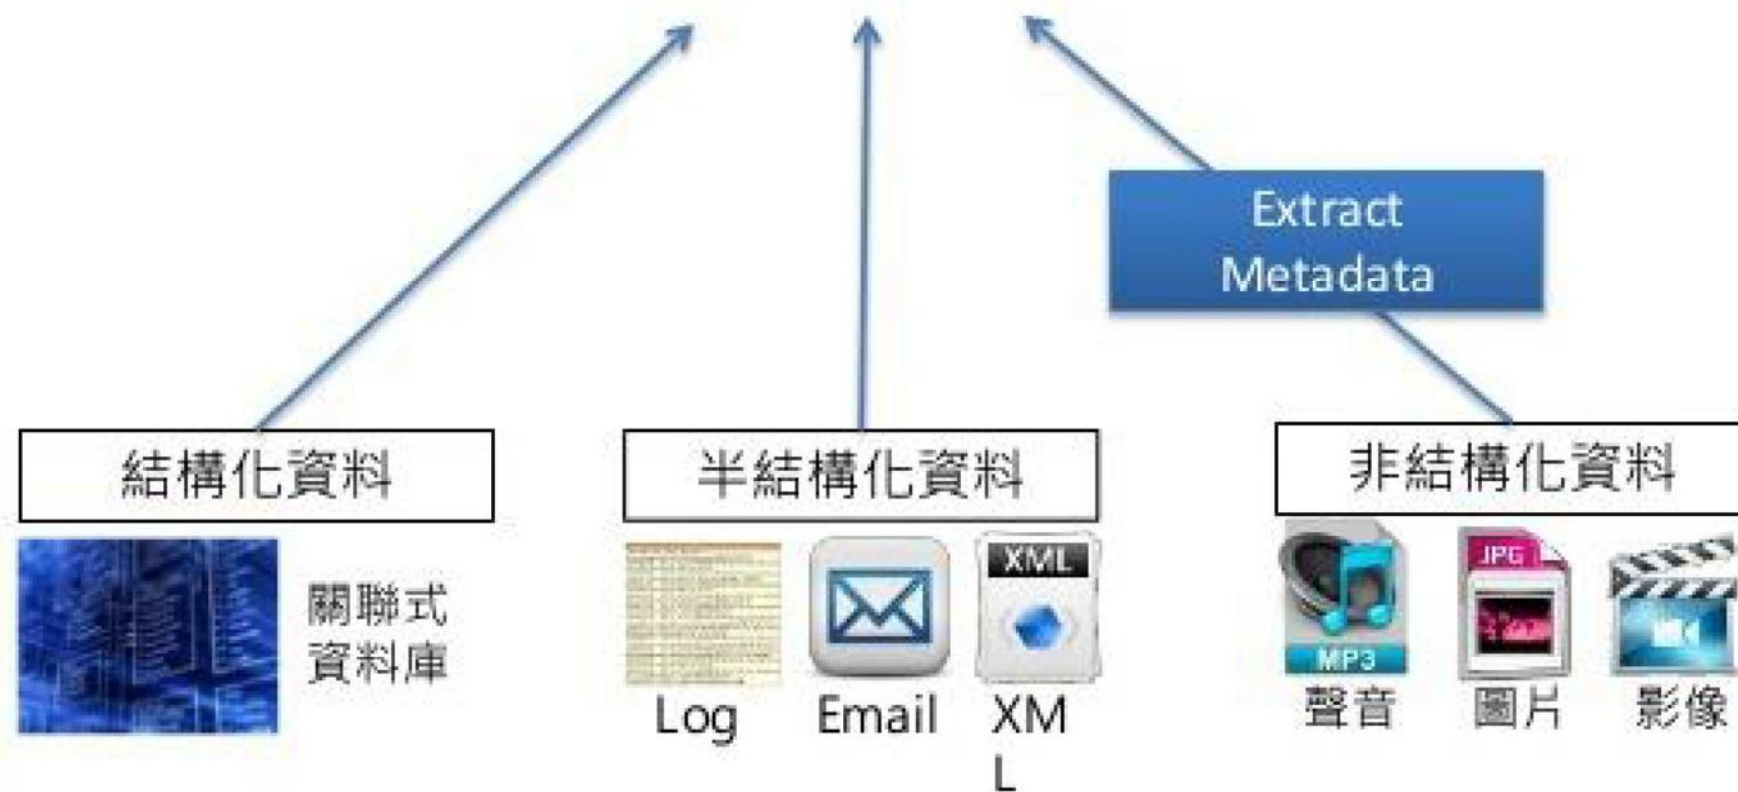 Extract
Metadata
結構化資料
半結構化資料
非結構化資料
關聯式
資料庫
XML
JPG
MP3
Log
Email
XM
L
聲音
圖片
影像